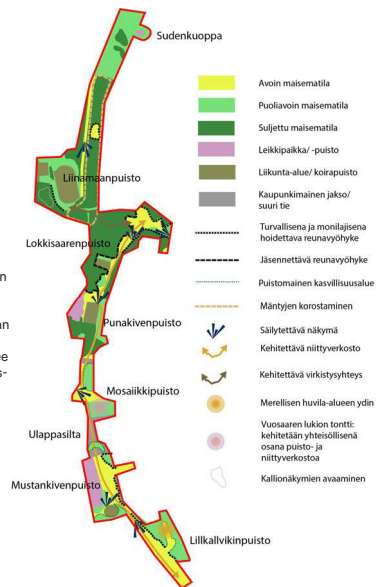 Sudenkuoppa
Liinamaanpuisto
Lokkisaarenpuisto
n
Punakivenpuisto
an
ee
s-
Mosaiikkipuisto
Ulappasilta
Mustankivenpuisto
Lillkallvikinpuisto
Avoin maisematila
Puoliavoin maisematila
Suljettu maisematila
Leikkipaikka/ -puisto
Liikunta-alue/ koirapuisto
Kaupunkimainen jakso/
suuri tie
Turvallisena ja monilajisena
hoidettava reunavyöhyke
Jäsennettävä reunavyöhyke
Puistomainen kasvillisuusalue
Mäntyjen korostaminen
Säilytettävä näkymä
Kehitettävä niittyverkosto
Kehitettävä virkistysyhteys
Merellisen huvila-alueen ydin
Vuosaaren lukion tontti:
kehitetään yhteisöllisenä
osana puisto- ja
niittyverkostoa
Kallionäkymien avaaminen